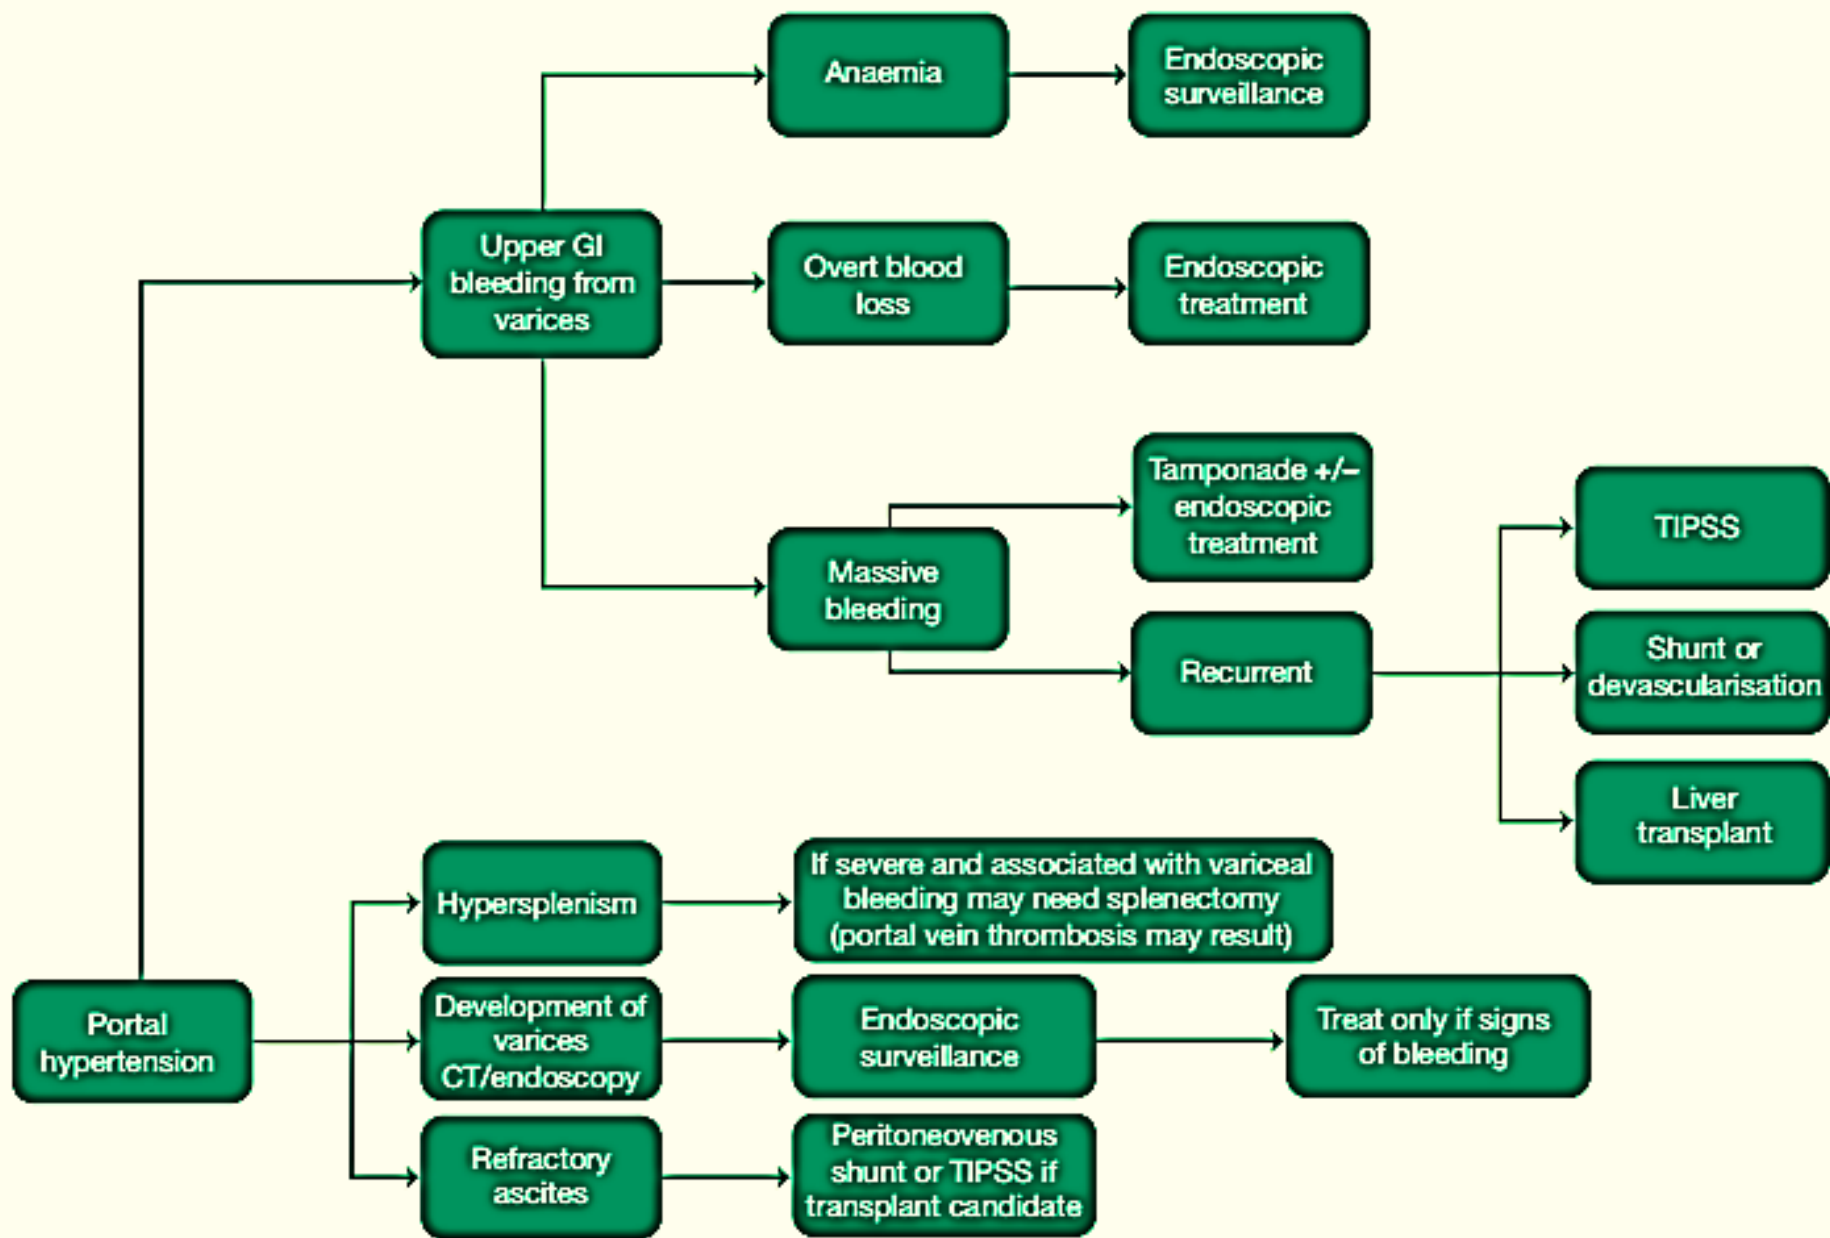 Anaemia
Endoscopic
surveillance
Upper GI
bleeding from
varices
Overt blood
loss
Endoscopic
treatment
Massive
bleeding
Tamponade +/–
endoscopic
treatment
Recurrent
TIPSS
Shunt or
devascularisation
Liver
transplant
Portal
hypertension
Hypersplenism
If severe and associated with variceal
bleeding may need splenectomy
(portal vein thrombosis may result)
Development of
varices
CT/endoscopy
Endoscopic
surveillance
Treat only if signs
of bleeding
Refractory
ascites
Peritoneovenous
shunt or TIPSS if
transplant candidate